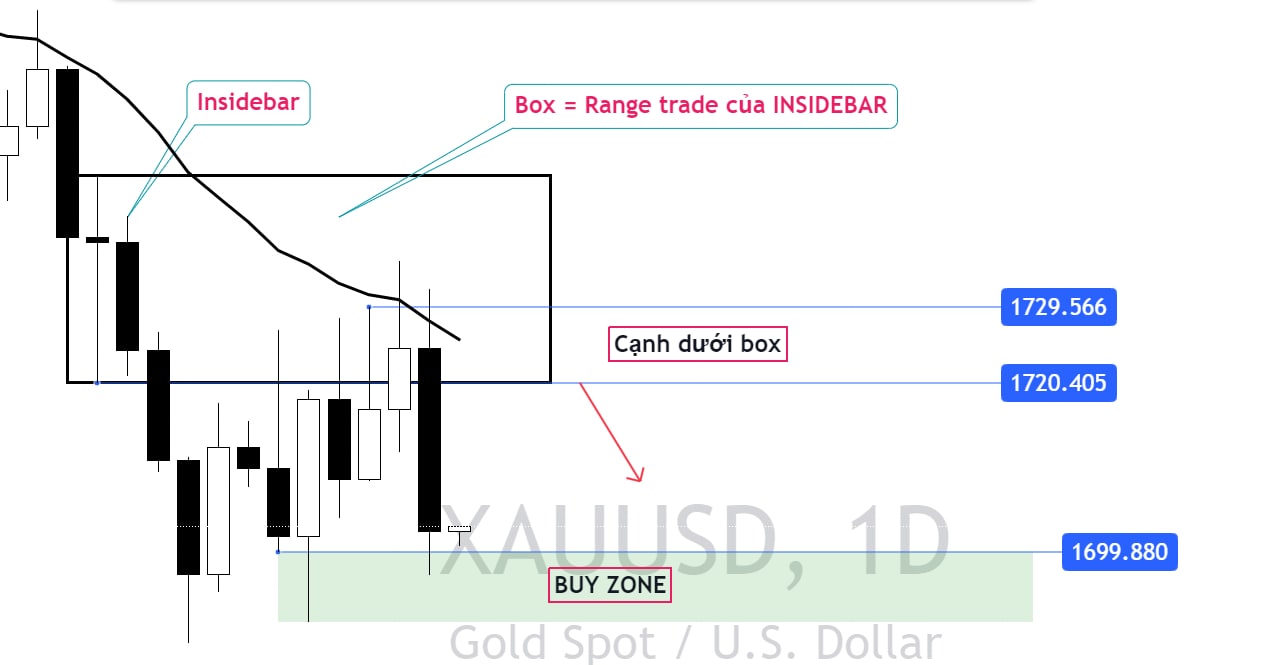 Insidebar
Box = Range trade của INSIDEBAR
1729.566
Cạnh dưới box
1720.405
XAUUSD, 1D
1699.880
BUY ZONE
Gold Spot / U.S. Dollar